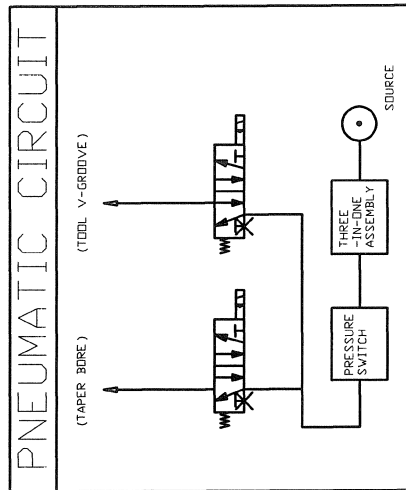 PNEUMATIC CIRCUIT
(TAPER BORE)
(TOOL V-GROOVE)
PRESSURE
SWITCH
THREE
-IN-ONE
ASSEMBLY
SOURCE